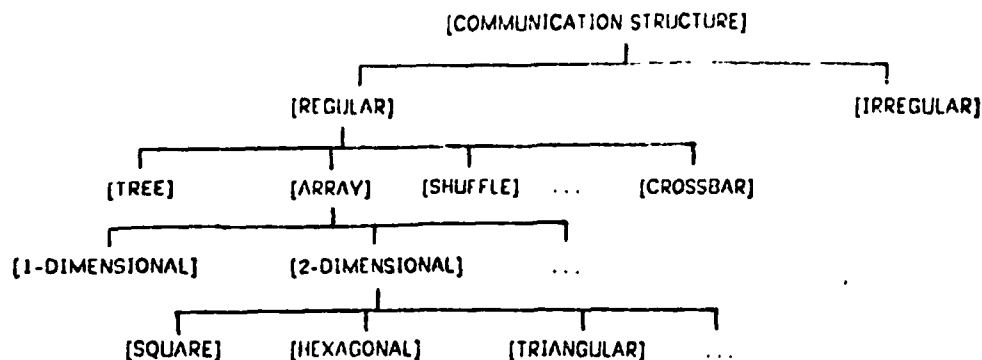 [COMMUNICATION STRUCTURE]
[REGULAR] [IRREGULAR]
[TREE] [ARRAY] [SHUFFLE] ... [CROSSBAR]
[1-DIMENSIONAL] [2-DIMENSIONAL] ...
[SQUARE] [HEXAGONAL] [TRIANGULAR] ...